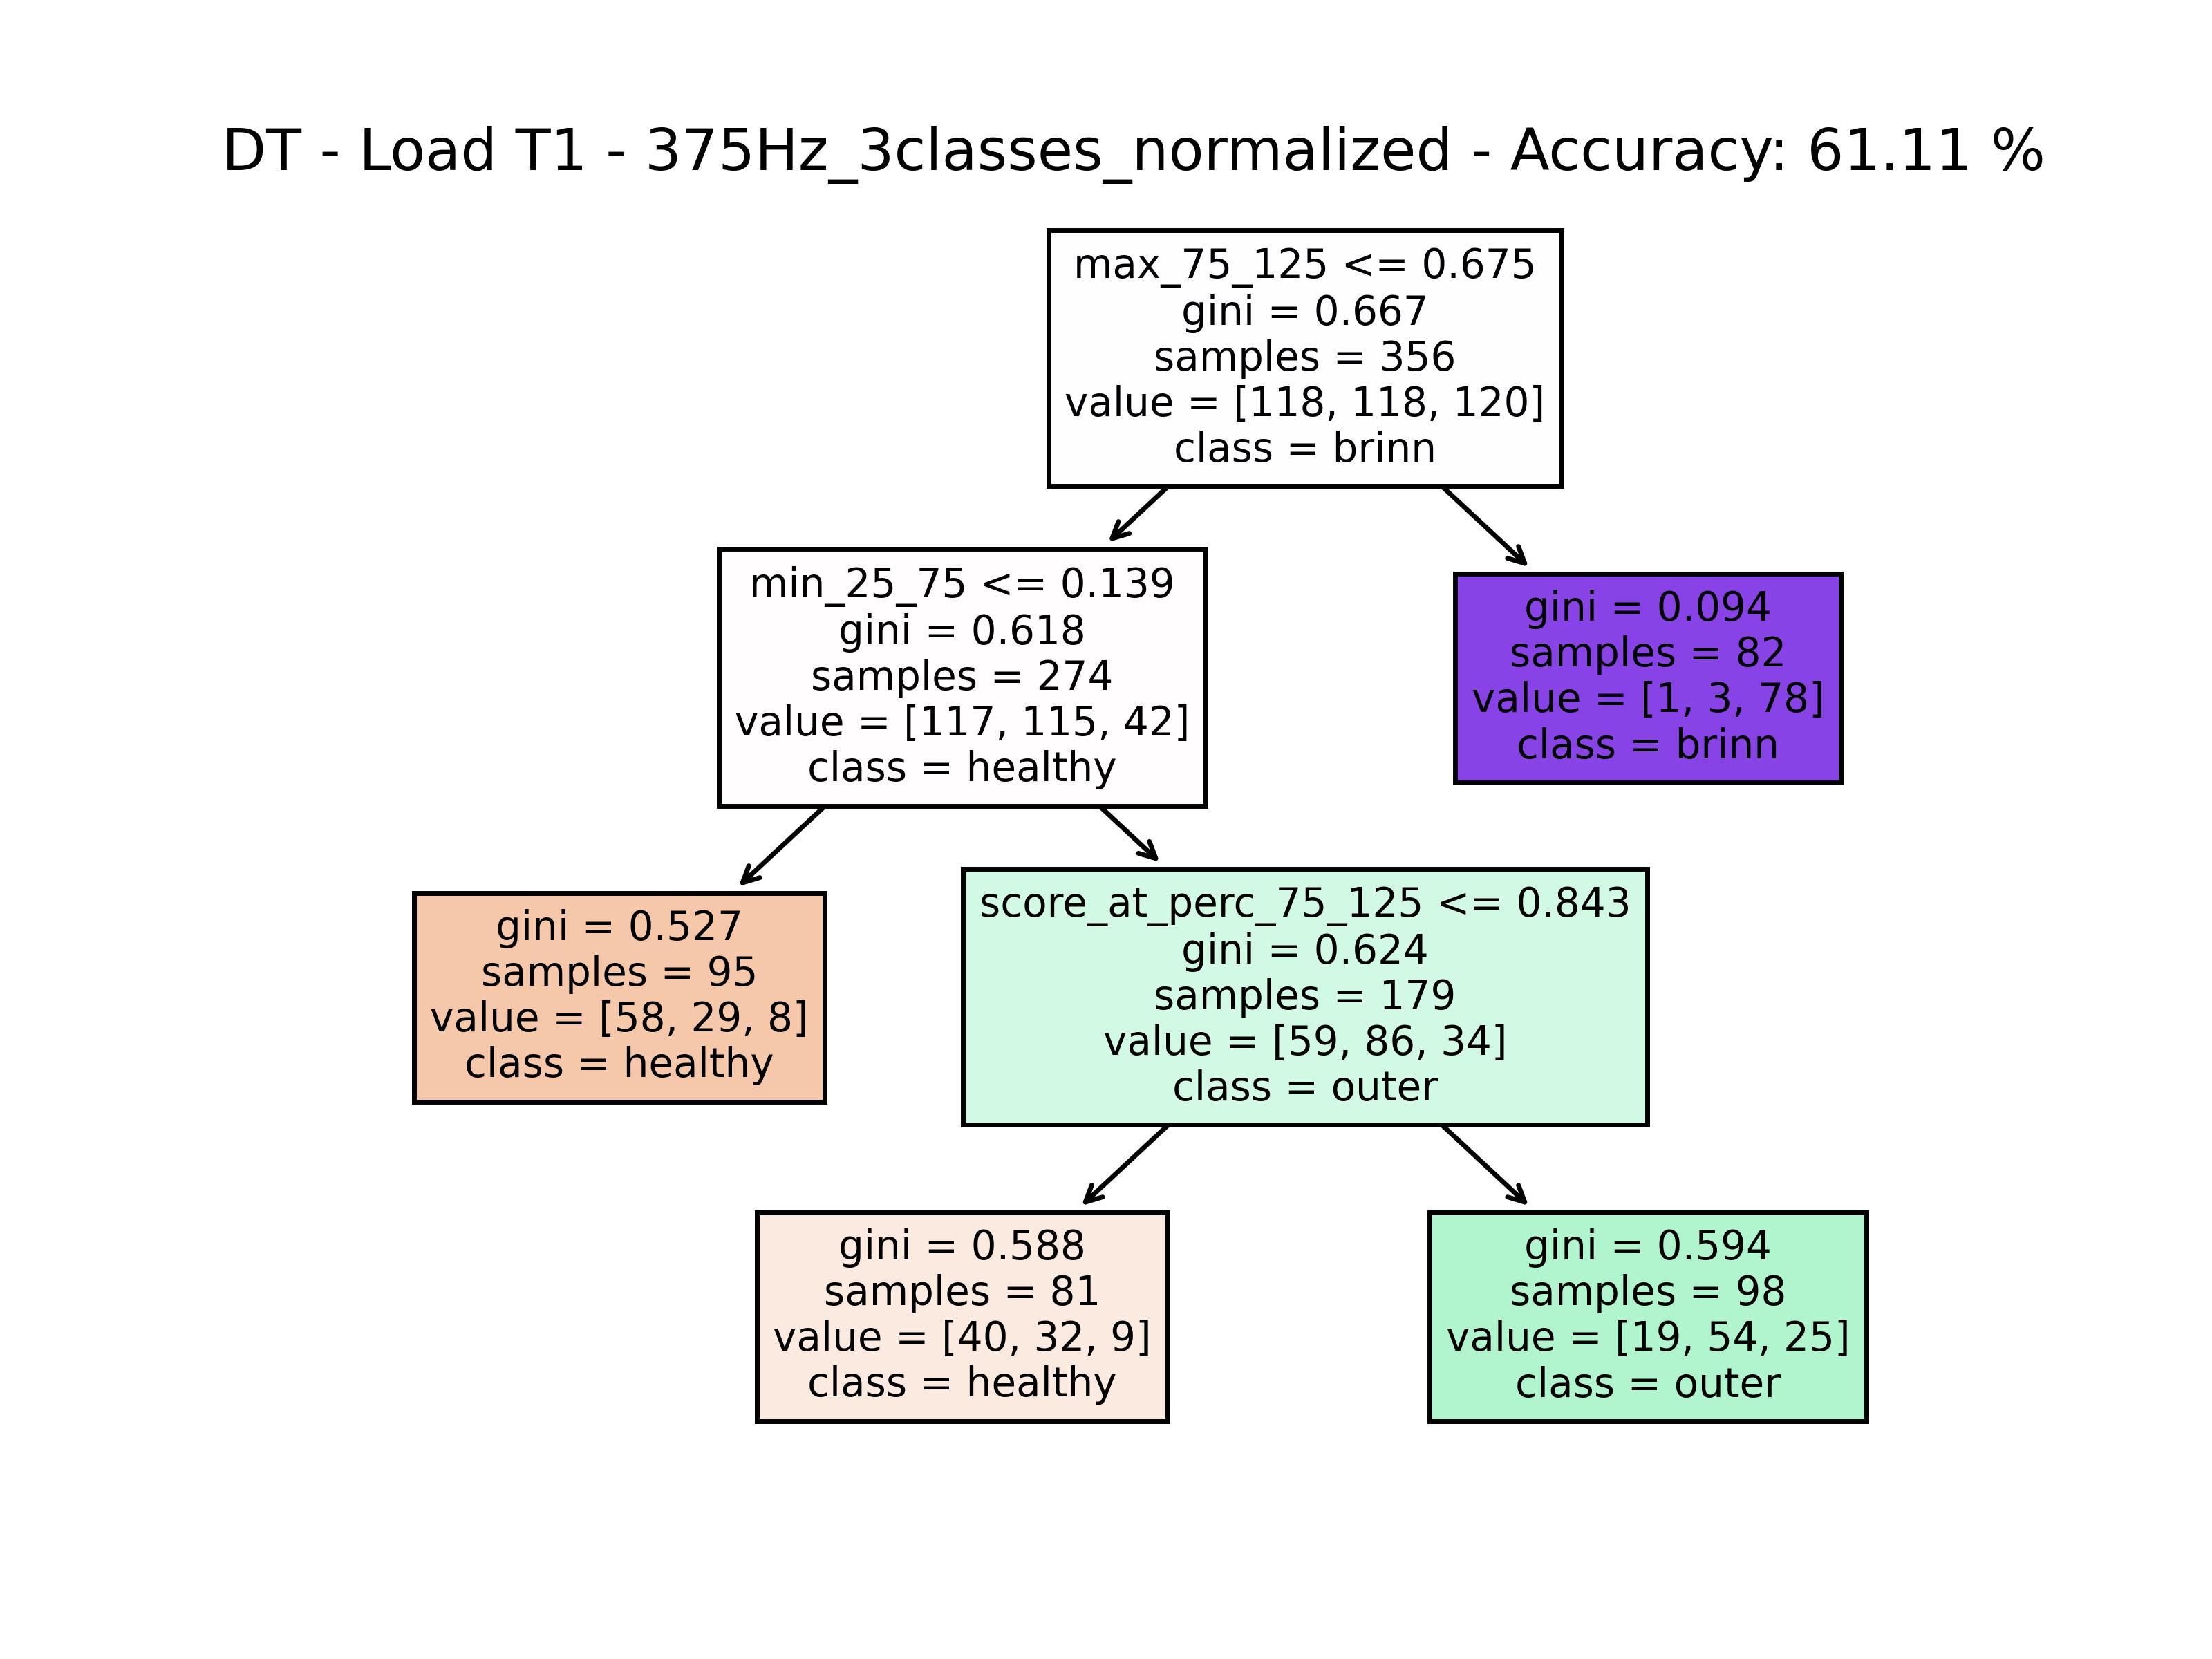 DT - Load T1 - 375Hz_3classes_normalized - Accuracy: 61.11 %
max_75_125 <= 0.675
gini = 0.667
samples = 356
value = [118, 118, 120]
class = brinn
min_25_75 <= 0.139
gini = 0.618
samples = 274
value = [117, 115, 42]
class = healthy
gini = 0.094
samples = 82
value = [1, 3, 78]
class = brinn
gini = 0.527
samples = 95
value = [58, 29, 8]
class = healthy
score_at_perc_75_125 <= 0.843
gini = 0.624
samples = 179
value = [59, 86, 34]
class = outer
gini = 0.588
samples = 81
value = [40, 32, 9]
class = healthy
gini = 0.594
samples = 98
value = [19, 54, 25]
class = outer